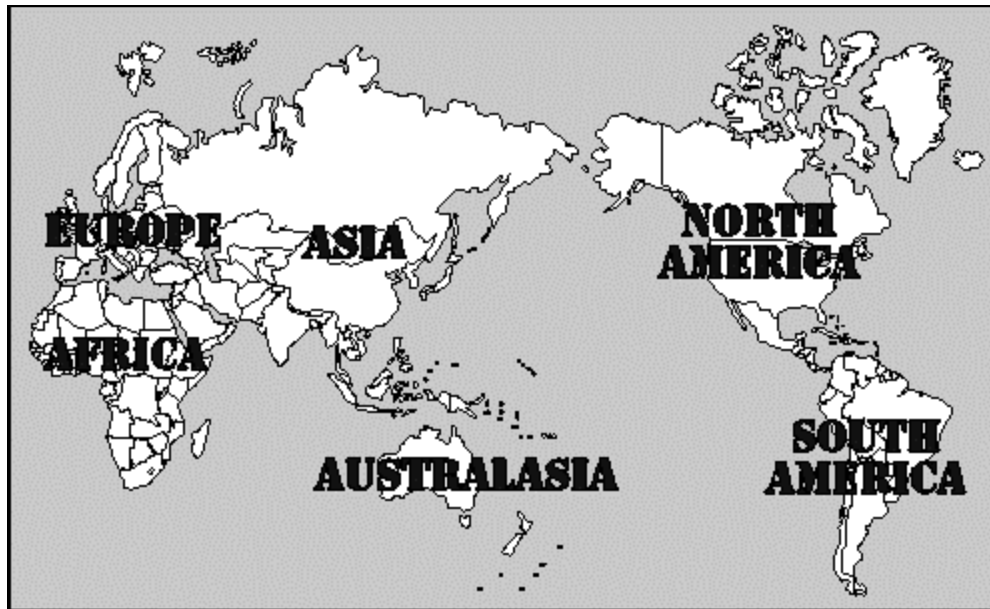 EUROPE
ASIA
NORTH
AMERICA
AFRICA
SOUTH
AMERICA
AUSTRALASIA